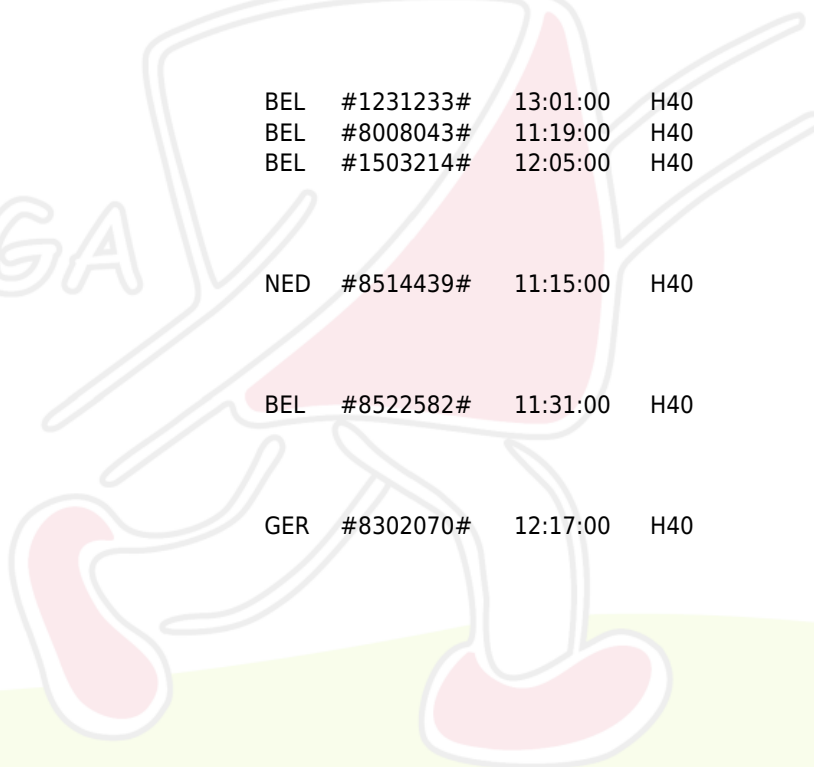 BEL #1231233# 13:01:00 H40
BEL #8008043# 11:19:00 H40
BEL #1503214# 12:05:00 H40
GA
NED #8514439# 11:15:00 H40
BEL #8522582# 11:31:00 H40
GER #8302070# 12:17:00 H40